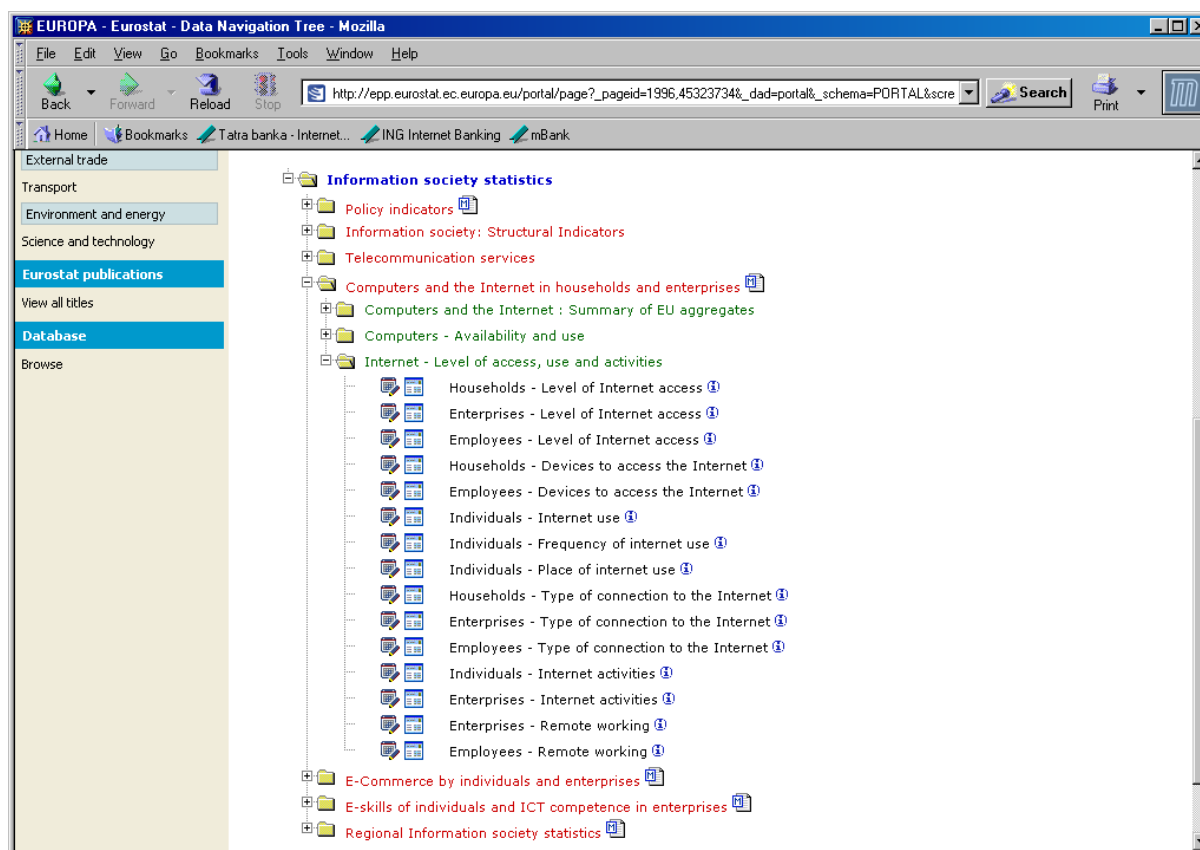 EUROPA - Eurostat - Data Navigation Tree - Mozilla
File Edit View Go Bookmarks Tools Window Help
Back Forward Reload Stop http://epp.eurostat.ec.europa.eu/portal/page?_pageid=1996,45323734&_dad=portal&_schema=PORTAL&scre Search Print
Home Bookmarks Tatra banka - Internet... ING Internet Banking mBank
External trade
Transport
Environment and energy
Science and technology
Eurostat publications
View all titles
Database
Browse
Information society statistics
Policy indicators M
Information society: Structural Indicators
Telecommunication services
Computers and the Internet in households and enterprises M
Computers and the Internet : Summary of EU aggregates
Computers - Availability and use
Internet - Level of access, use and activities
Households - Level of Internet access
Enterprises - Level of Internet access
Employees - Level of Internet access
Households - Devices to access the Internet
Employees - Devices to access the Internet
Individuals - Internet use
Individuals - Frequency of internet use
Individuals - Place of internet use
Households - Type of connection to the Internet
Enterprises - Type of connection to the Internet
Employees - Type of connection to the Internet
Individuals - Internet activities
Enterprises - Internet activities
Enterprises - Remote working
Employees - Remote working
E-Commerce by individuals and enterprises M
E-skills of individuals and ICT competence in enterprises M
Regional Information society statistics M